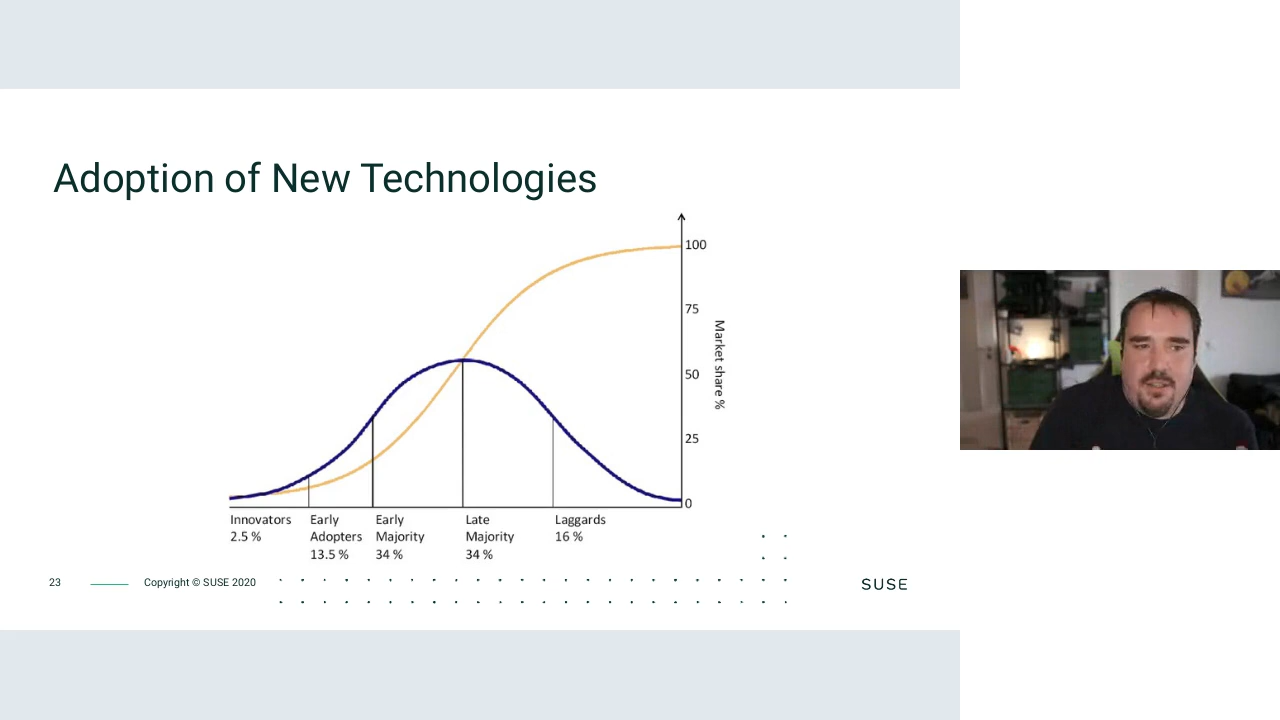 Adoption of New Technologies
100
75
50
25
0
Market share %
Innovators
2.5 %
Early
Adopters
13.5 %
Early
Majority
34 %
Late
Majority
34 %
Laggards
16 %
23
Copyright © SUSE 2020
SUSE